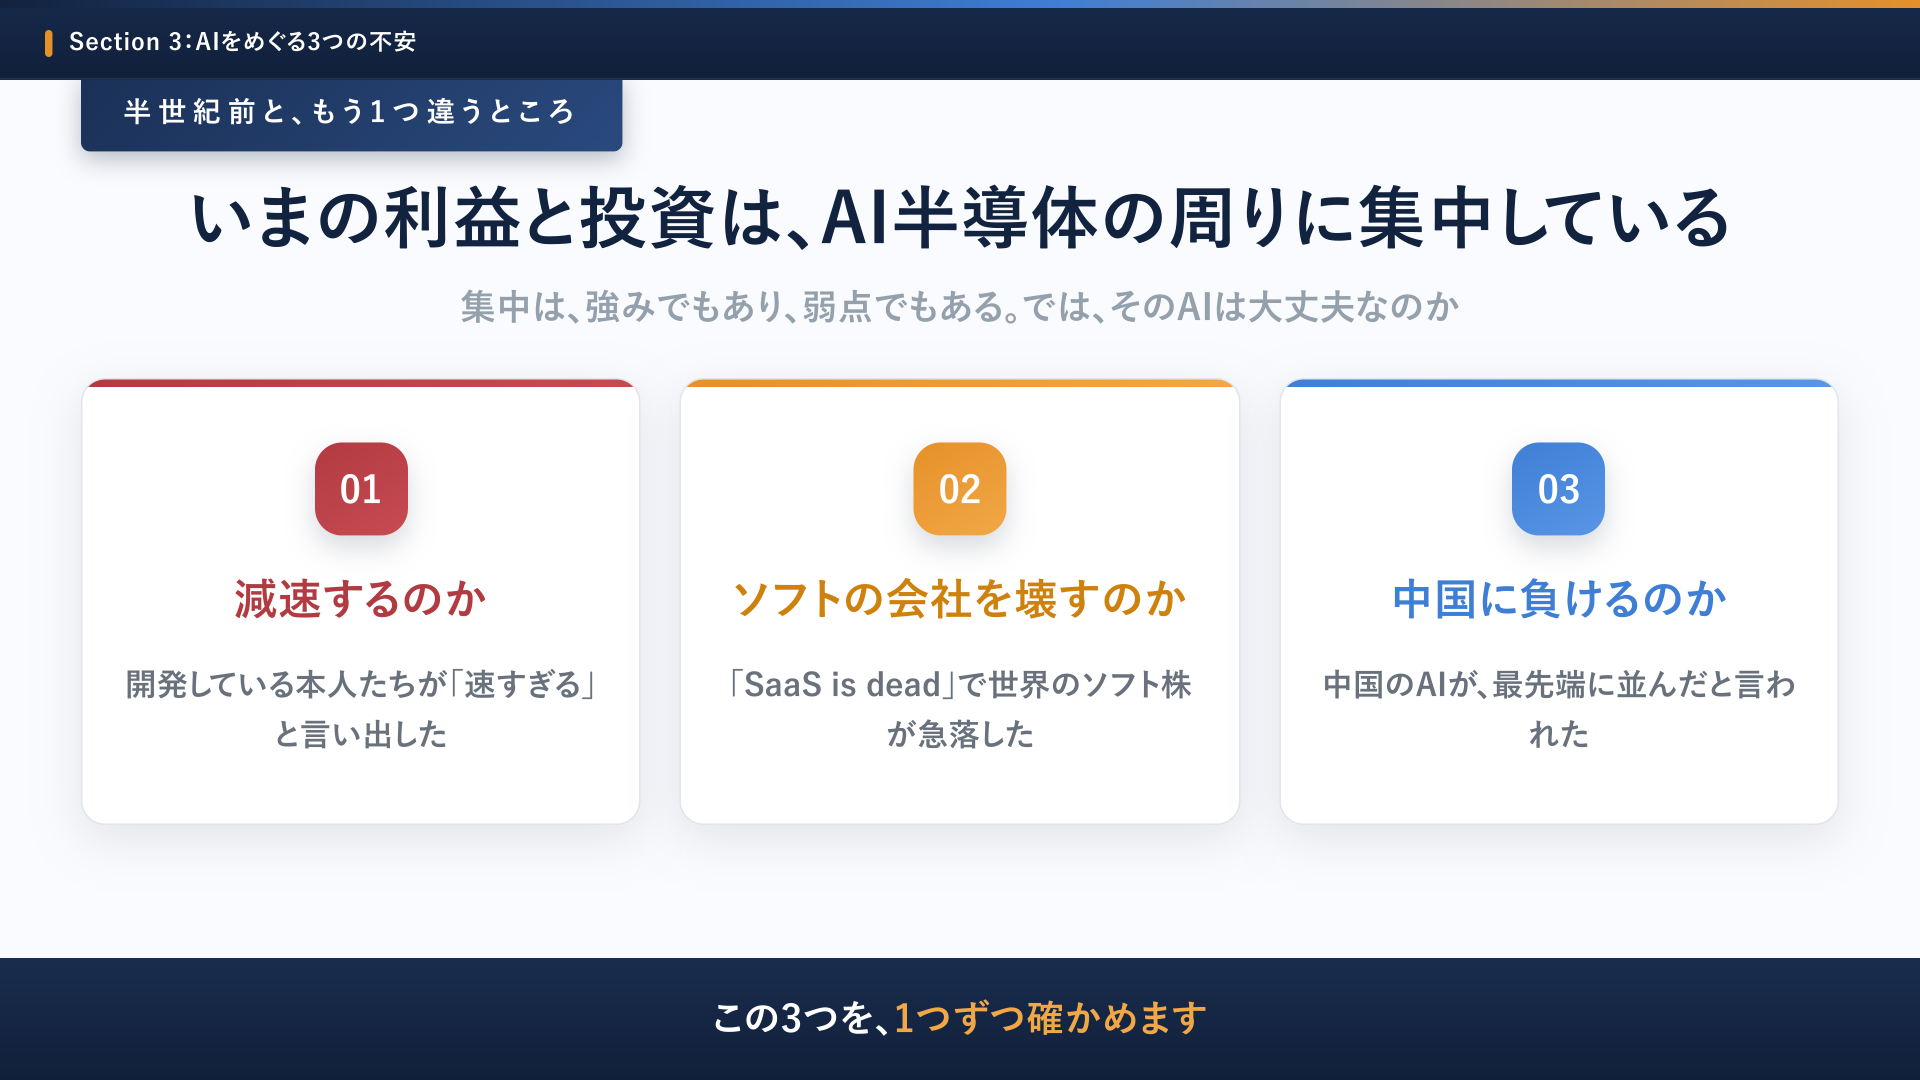 Section 3：AIをめぐる3つの不安
半世紀前と、もう1つ違うところ
いまの利益と投資は、AI半導体の周りに集中している
集中は、強みでもあり、弱点でもある。では、そのAIは大丈夫なのか
01
減速するのか
開発している本人たちが「速すぎる」
と言い出した
02
ソフトの会社を壊すのか
「SaaS is dead」で世界のソフト株
が急落した
03
中国に負けるのか
中国のAIが、最先端に並んだと言わ
れた
この3つを、1つずつ確かめます